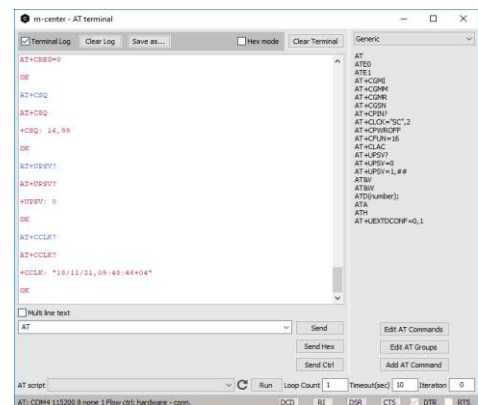 m-center - AT terminal
Terminal Log Clear Log Save as... Hex mode Clear Terminal Generic
AT+CREG=0
OK
AT+CSQ
AT+CSQ
+CSQ: 16,99
OK
AT+UPSV?
AT+UPSV?
+UPSV: 0
OK
AT+CCLK?
AT+CCLK?
+CCLK: "18/11/21,09:48:46+04"
OK
AT
ATE0
ATE1
AT+CGMI
AT+CGMM
AT+CGMR
AT+CGSN
AT+CPIN?
AT+CLCK="SC",2
AT+CPWROFF
AT+CFUN=16
AT+CLAC
AT+UPSV?
AT+UPSV=0
AT+UPSV=1,##
AT&V
AT&W
ATD(number);
ATA
ATH
AT+UEXTDCONF=0,1
Multi line text
AT Send
Send Hex
Send Ctrl
Edit AT Commands
Edit AT Groups
Add AT Command
AT script Run Loop Count 1 Timeout(sec) 10 Iteration 0
AT: COM4 115200 8 none 1 Flow ctrl: hardware - conn. DCD RI DSR CTS DTR RTS